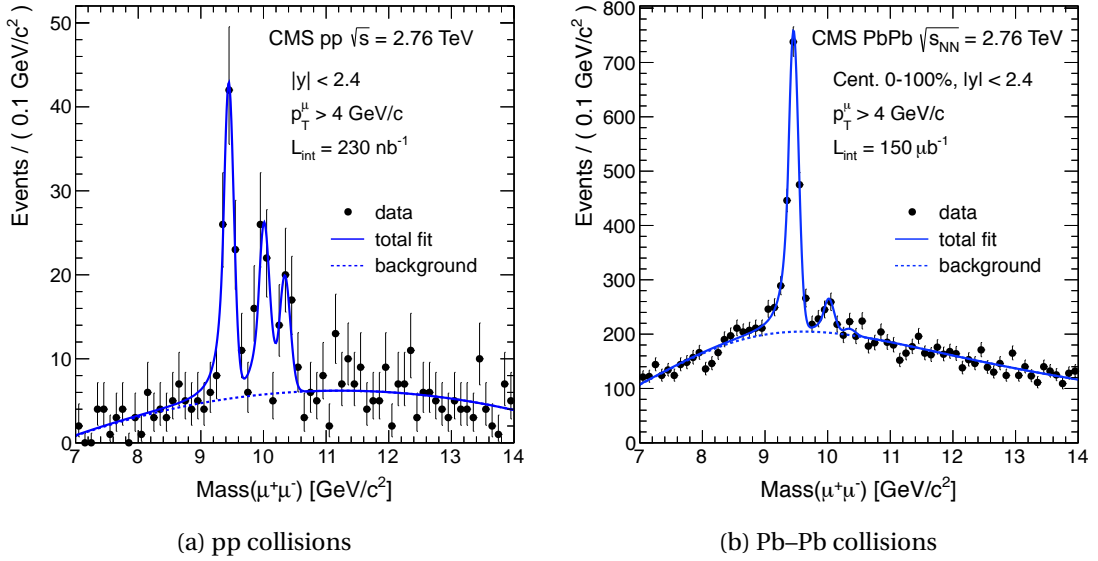 CMS pp √s = 2.76 TeV
|y| < 2.4
p_T^μ > 4 GeV/c
L_int = 230 nb⁻¹
data
total fit
background
Events / ( 0.1 GeV/c² )
0
10
20
30
40
50
7
8
9
10
11
12
13
14
Mass(μ⁺μ⁻) [GeV/c²]
(a) pp collisions
CMS PbPb √s_NN = 2.76 TeV
Cent. 0-100%, |y| < 2.4
p_T^μ > 4 GeV/c
L_int = 150 μb⁻¹
data
total fit
background
Events / ( 0.1 GeV/c² )
0
100
200
300
400
500
600
700
800
7
8
9
10
11
12
13
14
Mass(μ⁺μ⁻) [GeV/c²]
(b) Pb–Pb collisions